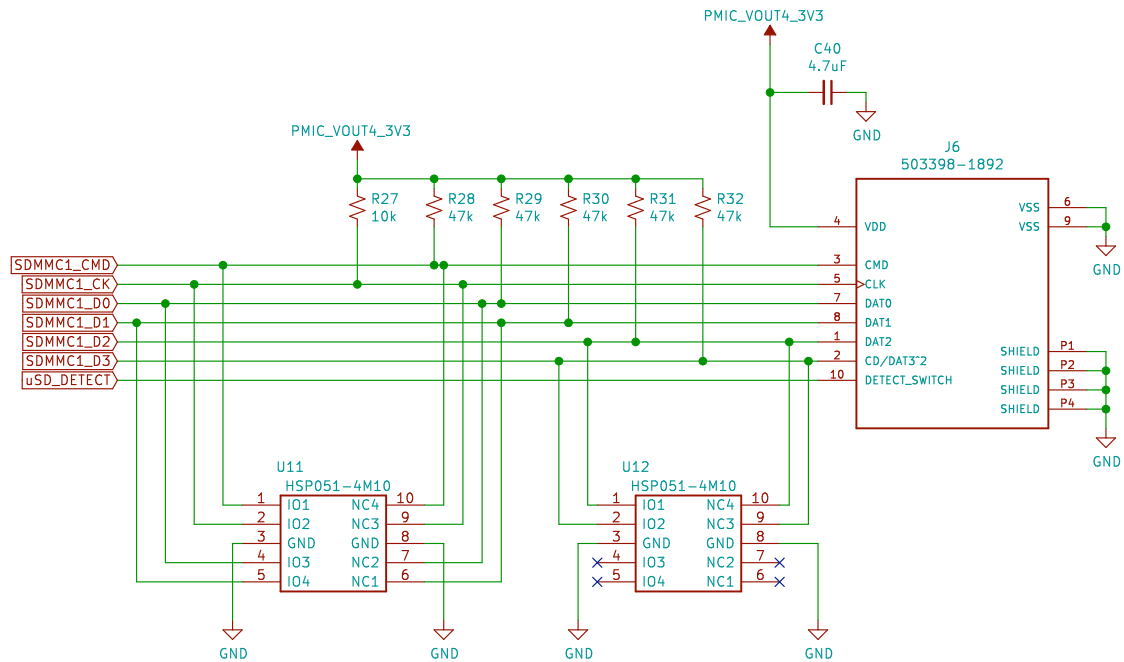 PMIC_VOUT4_3V3
C40
4.7uF
GND
PMIC_VOUT4_3V3
J6
503398-1892
R27
10k
R28
47k
R29
47k
R30
47k
R31
47k
R32
47k
4 VDD
VSS 6
VSS 9
GND
SDMMC1_CMD
3 CMD
SDMMC1_CK
5 CLK
SDMMC1_D0
7 DAT0
SDMMC1_D1
8 DAT1
SDMMC1_D2
1 DAT2
SDMMC1_D3
2 CD/DAT3^2
uSD_DETECT
10 DETECT_SWITCH
SHIELD P1
SHIELD P2
SHIELD P3
SHIELD P4
GND
U11
HSP051-4M10
1 IO1 NC4 10
2 IO2 NC3 9
3 GND GND 8
4 IO3 NC2 7
5 IO4 NC1 6
GND
GND
U12
HSP051-4M10
1 IO1 NC4 10
2 IO2 NC3 9
3 GND GND 8
4 IO3 NC2 7
5 IO4 NC1 6
GND
GND